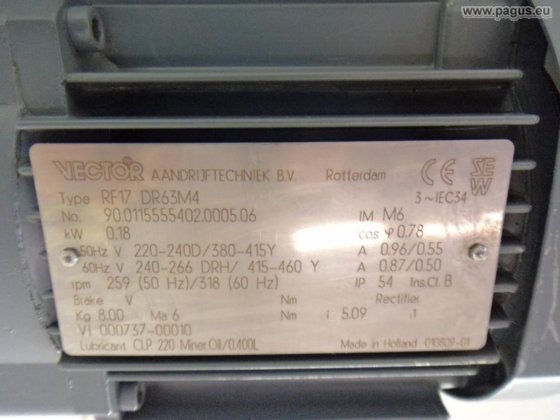 www.pagus.eu
VECTOR AANDRIJFTECHNIEK B.V. Rotterdam CE SEW
Type RF17 DR63M4 3~IEC34
No. 90.0115555402.0005.06 IM M6
kW 0.18 cos φ 0.78
50Hz V 220-240D/380-415Y A 0.96/0.55
60Hz V 240-266 DRH/ 415-460 Y A 0.87/0.50
rpm 259 (50 Hz)/318 (60 Hz) IP 54 Ins.Cl. B
Brake V Nm Rectifier
Kg 8.00 Ma 6 Nm i 5.09 :1
VI 000737-00010
Lubricant CLP 220 Miner.Oil/0.400L Made in Holland 010809-01